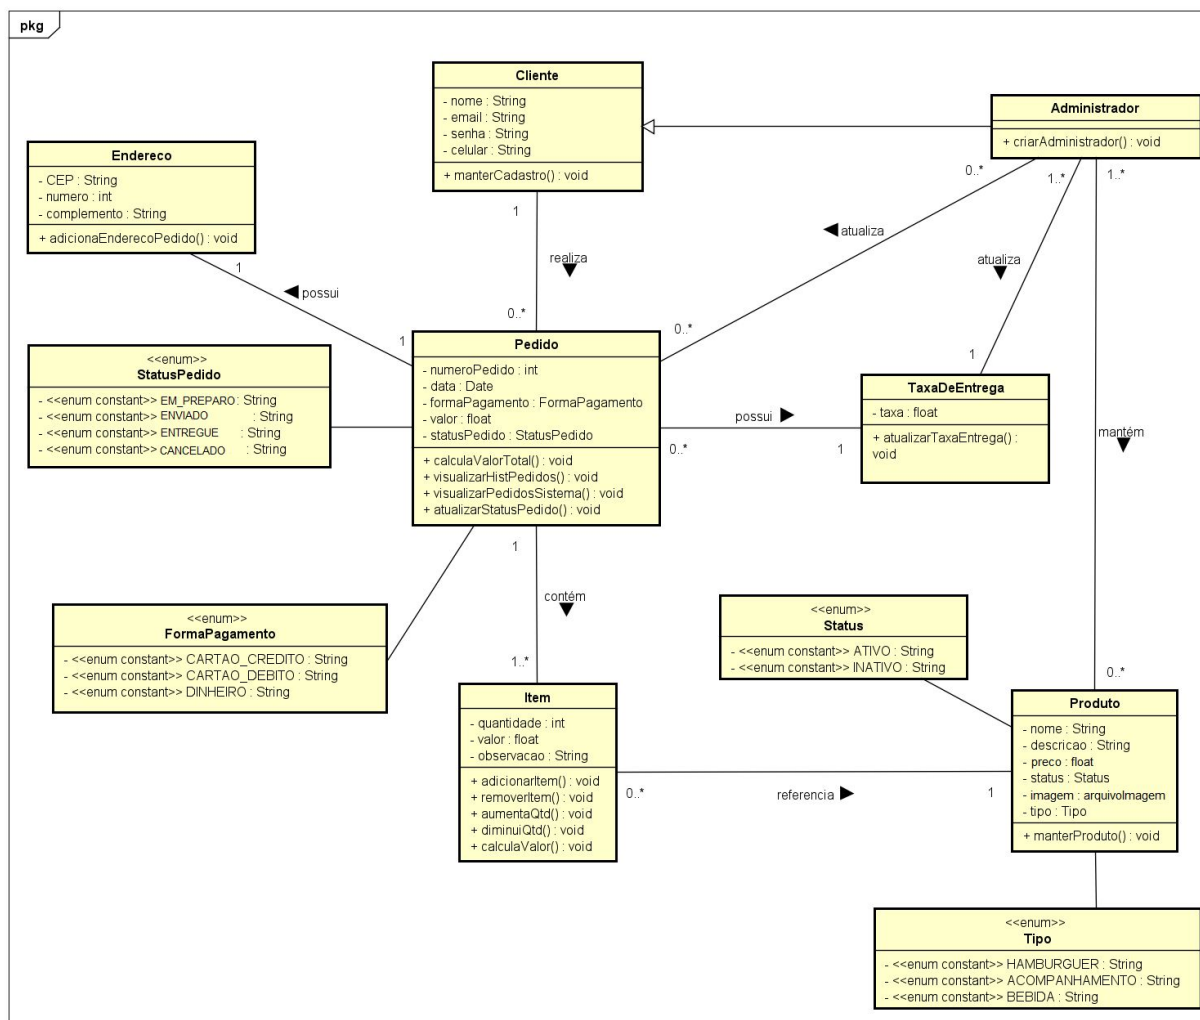 pkg
Cliente
- nome : String
- email : String
- senha : String
- celular : String
+ manterCadastro() : void
Administrador
+ criarAdministrador() : void
Endereco
- CEP : String
- numero : int
- complemento : String
+ adicionaEnderecoPedido() : void
1
0..*
1..*
1..*
◀ atualiza
realiza
▼
atualiza
▼
1
◀ possui
0..*
0..*
1
1
<<enum>>
StatusPedido
- <<enum constant>> EM_PREPARO : String
- <<enum constant>> ENVIADO : String
- <<enum constant>> ENTREGUE : String
- <<enum constant>> CANCELADO : String
Pedido
- numeroPedido : int
- data : Date
- formaPagamento : FormaPagamento
- valor : float
- statusPedido : StatusPedido
+ calculaValorTotal() : void
+ visualizarHistPedidos() : void
+ visualizarPedidosSistema() : void
+ atualizarStatusPedido() : void
possui ▶
0..*
1
TaxaDeEntrega
- taxa : float
+ atualizarTaxaEntrega() :
void
mantém
▼
1
contém
▼
1..*
<<enum>>
FormaPagamento
- <<enum constant>> CARTAO_CREDITO : String
- <<enum constant>> CARTAO_DEBITO : String
- <<enum constant>> DINHEIRO : String
<<enum>>
Status
- <<enum constant>> ATIVO : String
- <<enum constant>> INATIVO : String
0..*
Item
- quantidade : int
- valor : float
- observacao : String
+ adicionarItem() : void
+ removerItem() : void
+ aumentaQtd() : void
+ diminuiQtd() : void
+ calculaValor() : void
0..*
referencia ▶
1
Produto
- nome : String
- descricao : String
- preco : float
- status : Status
- imagem : arquivoImagem
- tipo : Tipo
+ manterProduto() : void
<<enum>>
Tipo
- <<enum constant>> HAMBURGUER : String
- <<enum constant>> ACOMPANHAMENTO : String
- <<enum constant>> BEBIDA : String